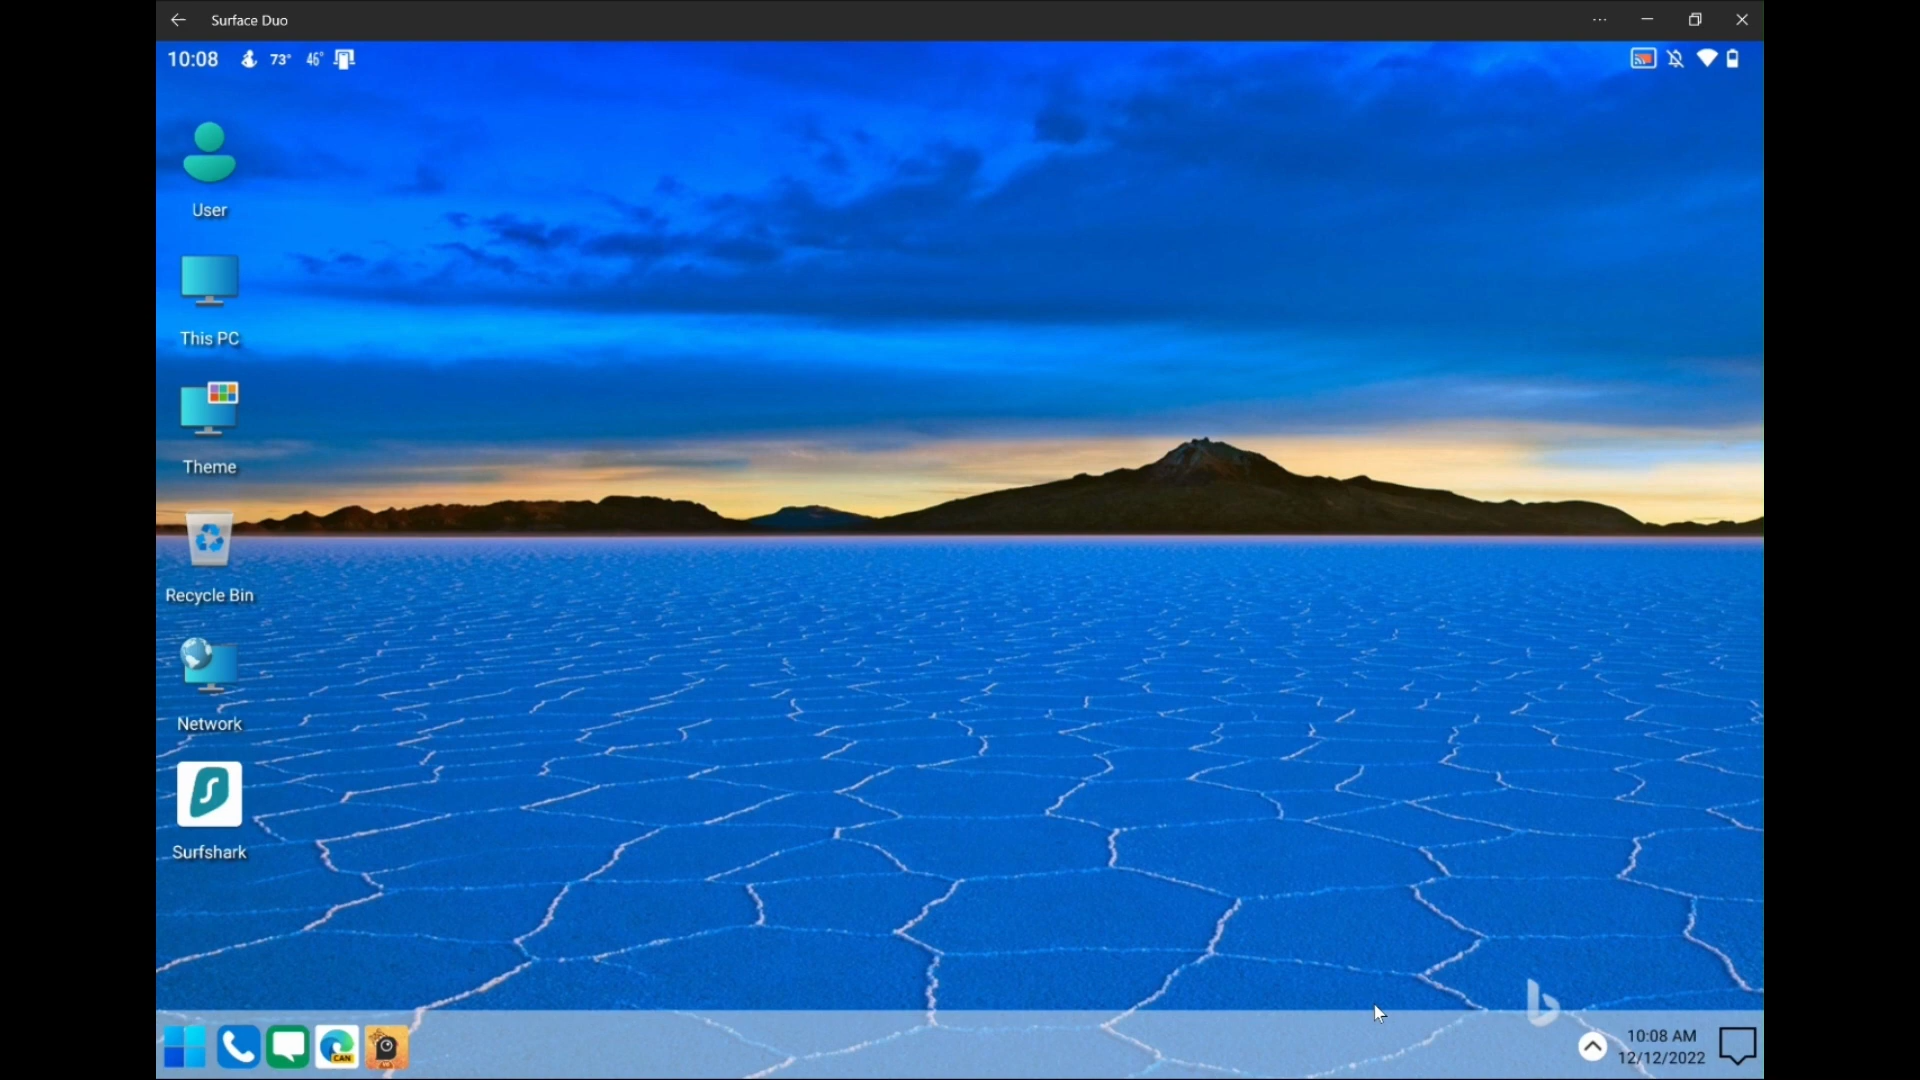 Surface Duo
10:08 73° 46°
User
This PC
Theme
Recycle Bin
Network
Surfshark
CAN
10:08 AM
12/12/2022